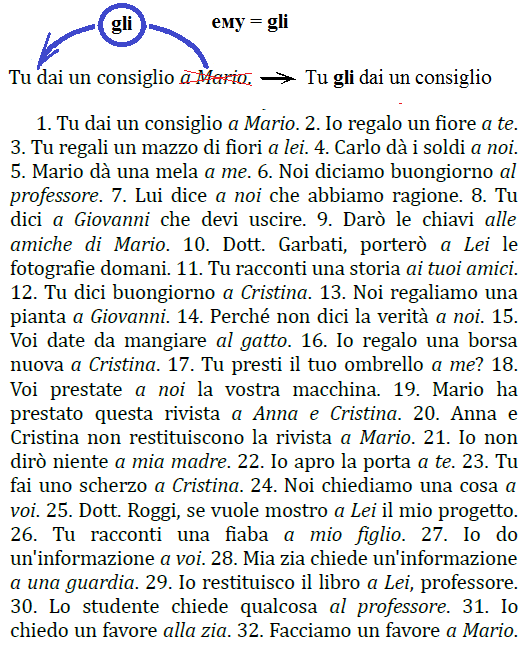 gli
ему = gli
Tu dai un consiglio a Mario. Tu gli dai un consiglio
1. Tu dai un consiglio a Mario. 2. Io regalo un fiore a te.
3. Tu regali un mazzo di fiori a lei. 4. Carlo dà i soldi a noi.
5. Mario dà una mela a me. 6. Noi diciamo buongiorno al
professore. 7. Lui dice a noi che abbiamo ragione. 8. Tu
dici a Giovanni che devi uscire. 9. Darò le chiavi alle
amiche di Mario. 10. Dott. Garbati, porterò a Lei le
fotografie domani. 11. Tu racconti una storia ai tuoi amici.
12. Tu dici buongiorno a Cristina. 13. Noi regaliamo una
pianta a Giovanni. 14. Perché non dici la verità a noi. 15.
Voi date da mangiare al gatto. 16. Io regalo una borsa
nuova a Cristina. 17. Tu presti il tuo ombrello a me? 18.
Voi prestate a noi la vostra macchina. 19. Mario ha
prestato questa rivista a Anna e Cristina. 20. Anna e
Cristina non restituiscono la rivista a Mario. 21. Io non
dirò niente a mia madre. 22. Io apro la porta a te. 23. Tu
fai uno scherzo a Cristina. 24. Noi chiediamo una cosa a
voi. 25. Dott. Roggi, se vuole mostro a Lei il mio progetto.
26. Tu racconti una fiaba a mio figlio. 27. Io do
un'informazione a voi. 28. Mia zia chiede un'informazione
a una guardia. 29. Io restituisco il libro a Lei, professore.
30. Lo studente chiede qualcosa al professore. 31. Io
chiedo un favore alla zia. 32. Facciamo un favore a Mario.